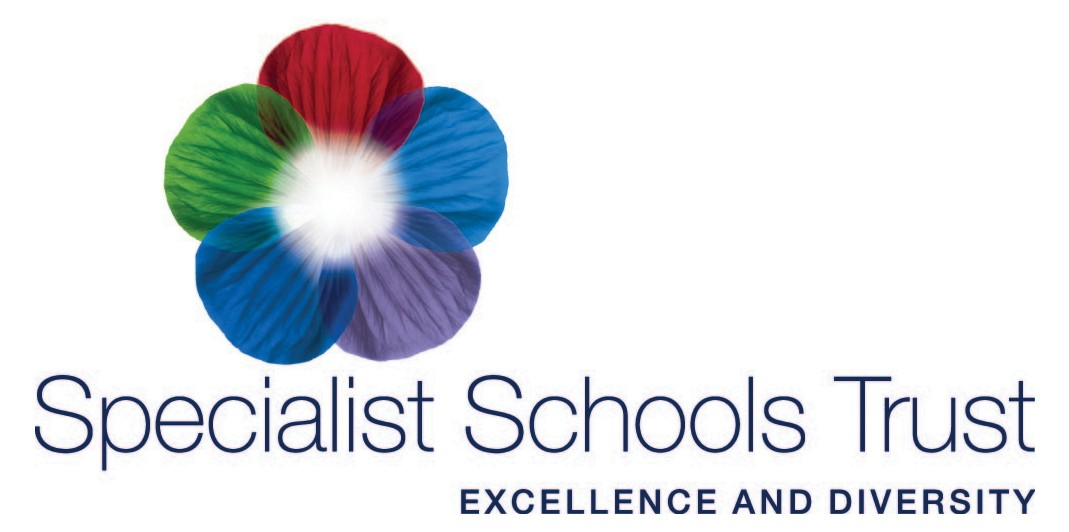 Specialist Schools Trust
EXCELLENCE AND DIVERSITY